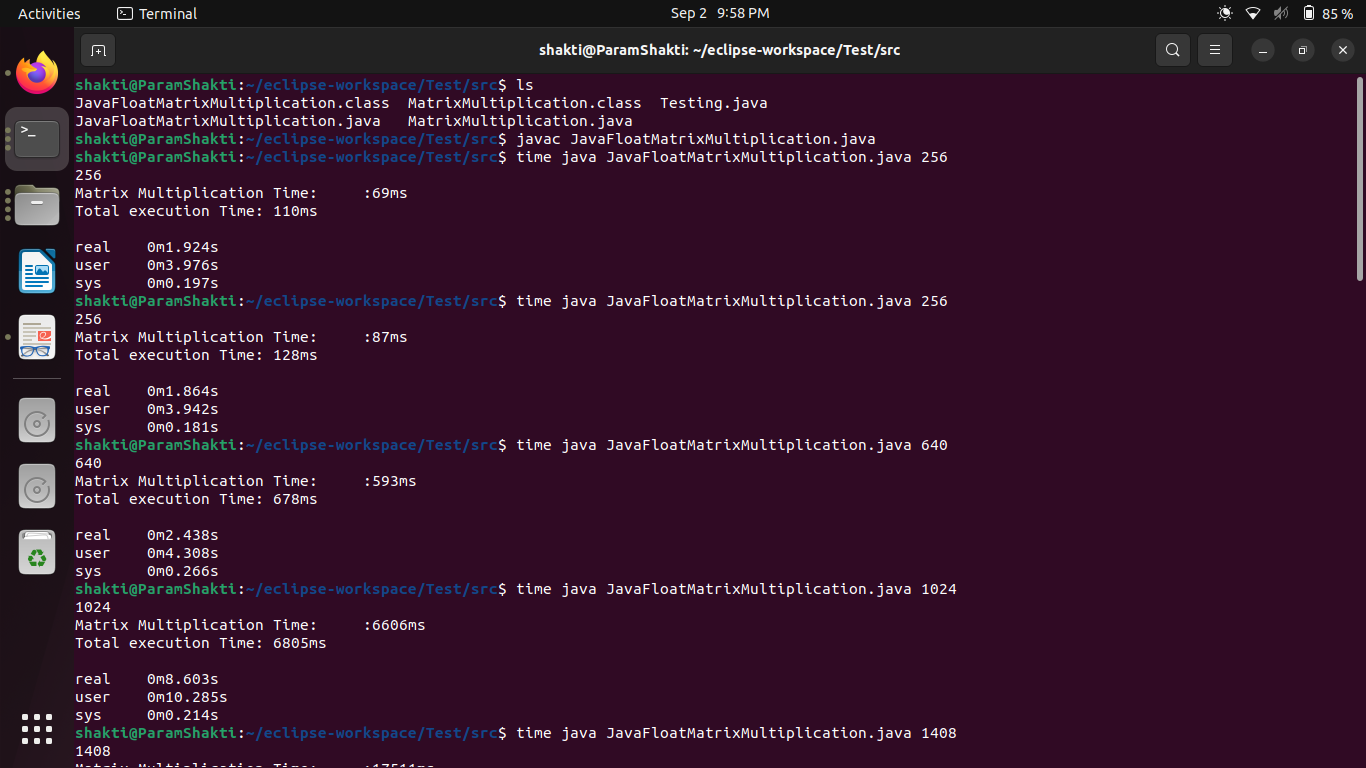 Activities Terminal Sep 2 9:58 PM 85 %
shakti@ParamShakti: ~/eclipse-workspace/Test/src
shakti@ParamShakti:~/eclipse-workspace/Test/src$ ls
JavaFloatMatrixMultiplication.class MatrixMultiplication.class Testing.java
JavaFloatMatrixMultiplication.java MatrixMultiplication.java
shakti@ParamShakti:~/eclipse-workspace/Test/src$ javac JavaFloatMatrixMultiplication.java
shakti@ParamShakti:~/eclipse-workspace/Test/src$ time java JavaFloatMatrixMultiplication.java 256
256
Matrix Multiplication Time: :69ms
Total execution Time: 110ms
real 0m1.924s
user 0m3.976s
sys 0m0.197s
shakti@ParamShakti:~/eclipse-workspace/Test/src$ time java JavaFloatMatrixMultiplication.java 256
256
Matrix Multiplication Time: :87ms
Total execution Time: 128ms
real 0m1.864s
user 0m3.942s
sys 0m0.181s
shakti@ParamShakti:~/eclipse-workspace/Test/src$ time java JavaFloatMatrixMultiplication.java 640
640
Matrix Multiplication Time: :593ms
Total execution Time: 678ms
real 0m2.438s
user 0m4.308s
sys 0m0.266s
shakti@ParamShakti:~/eclipse-workspace/Test/src$ time java JavaFloatMatrixMultiplication.java 1024
1024
Matrix Multiplication Time: :6606ms
Total execution Time: 6805ms
real 0m8.603s
user 0m10.285s
sys 0m0.214s
shakti@ParamShakti:~/eclipse-workspace/Test/src$ time java JavaFloatMatrixMultiplication.java 1408
1408
Matrix Multiplication Time: